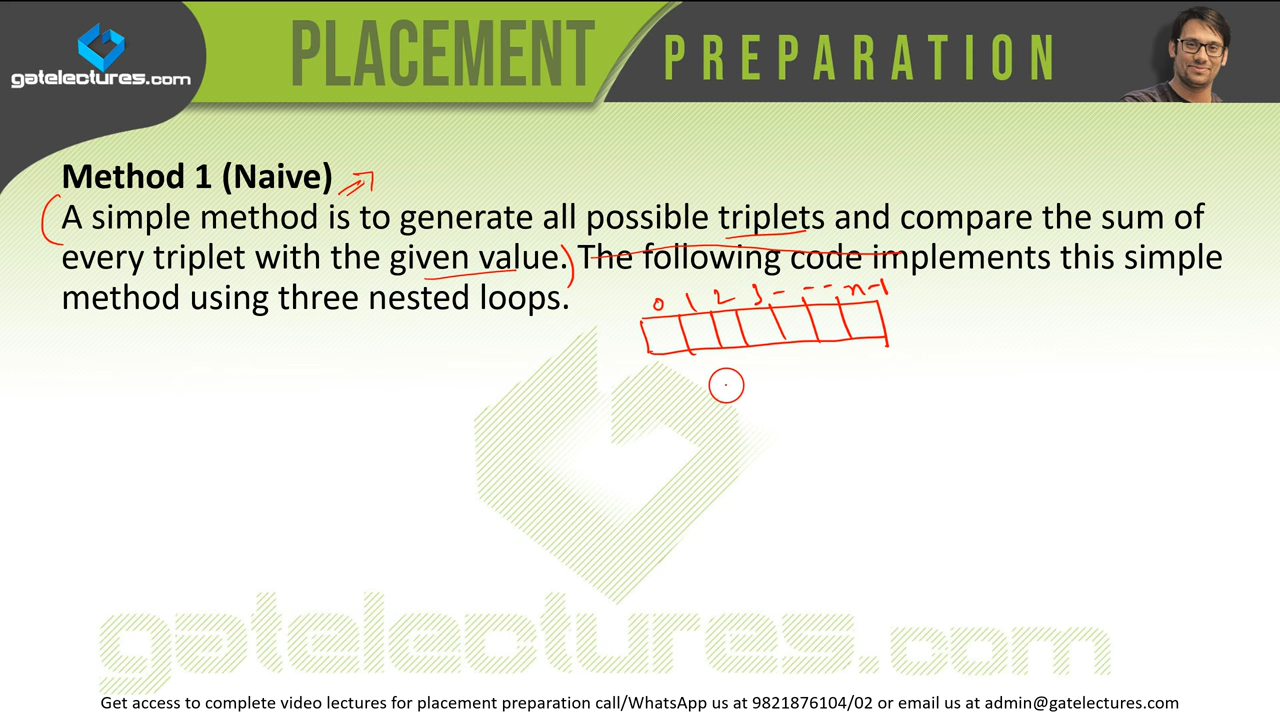 gatelectures.com
PLACEMENT PREPARATION
Method 1 (Naive)
A simple method is to generate all possible triplets and compare the sum of
every triplet with the given value. The following code implements this simple
method using three nested loops.
0 1 2 3 - - - n-1
gatelectures.com
Get access to complete video lectures for placement preparation call/WhatsApp us at 9821876104/02 or email us at admin@gatelectures.com